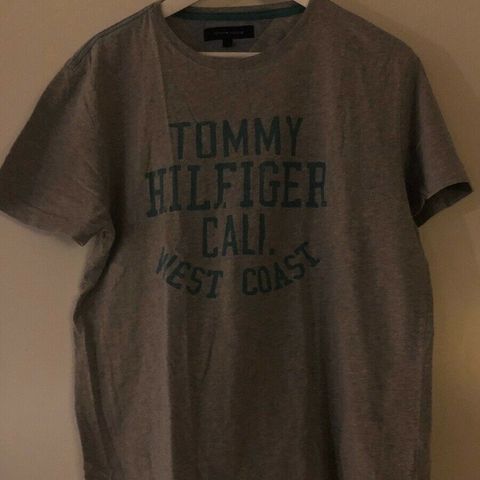 TOMMY
HILFIGER
CALI.
WEST COAST